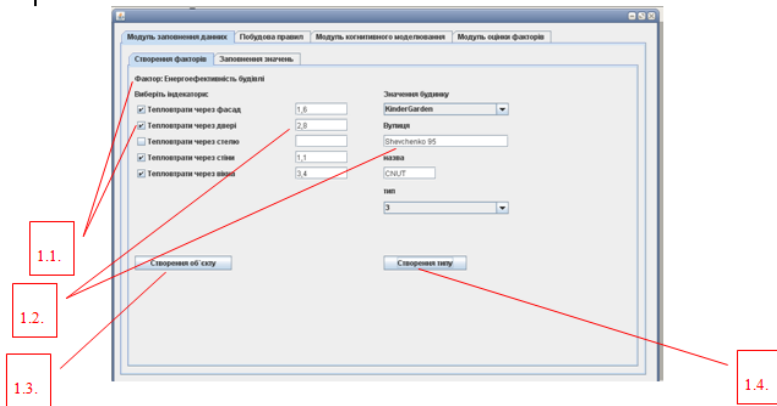 Модуль заповнення данних Побудова правил Модуль когнитивного моделювання Модуль оцінки факторів
Створення факторів Заповнення значень
Фактор: Енергоефективність будівлі
Виберіть індекатори: Значення будинку
Тепловтрати через фасад 1,6 KinderGarden
Тепловтрати через двері 2,8 Вулиця
Тепловтрати через стелю Shevchenko 95
Тепловтрати через стіни 1,1 назва
Тепловтрати через вікна 3,4 CNUT
тип
3
1.1. Створення об`єкту Створення типу
1.2.
1.3. 1.4.